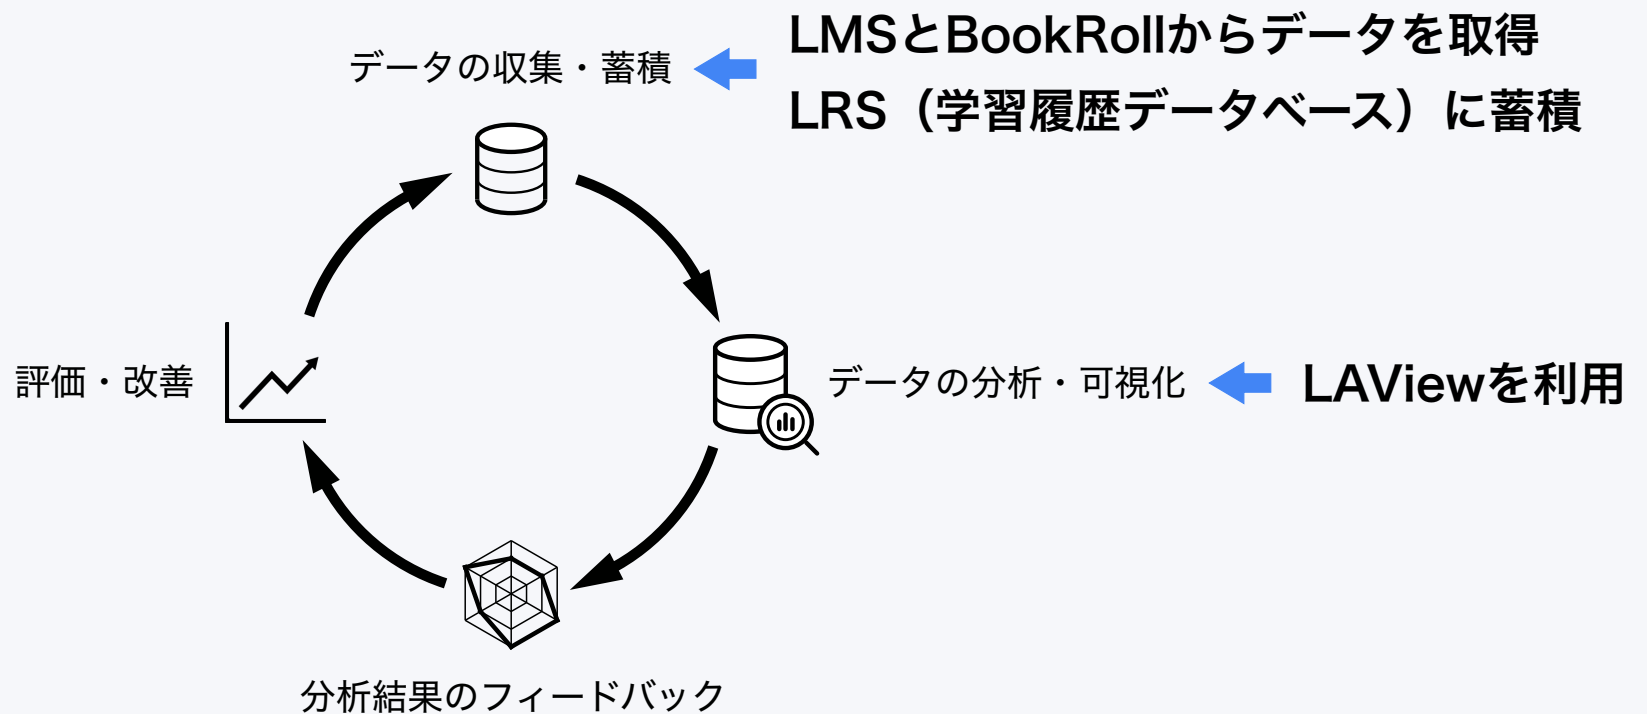 LMSとBookRollからデータを取得
データの収集・蓄積
LRS（学習履歴データベース）に蓄積
評価・改善
データの分析・可視化
LAViewを利用
分析結果のフィードバック